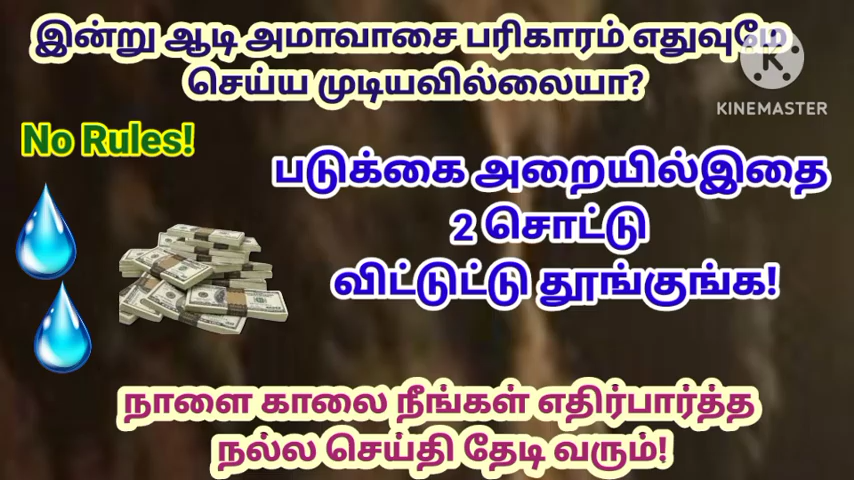 இன்று ஆடி அமாவாசை பரிகாரம் எதுவுமே
செய்ய முடியவில்லையா?
KINEMASTER
No Rules!
படுக்கை அறையில்இதை
2 சொட்டு
விட்டுட்டு தூங்குங்க!
நாளை காலை நீங்கள் எதிர்பார்த்த
நல்ல செய்தி தேடி வரும்!